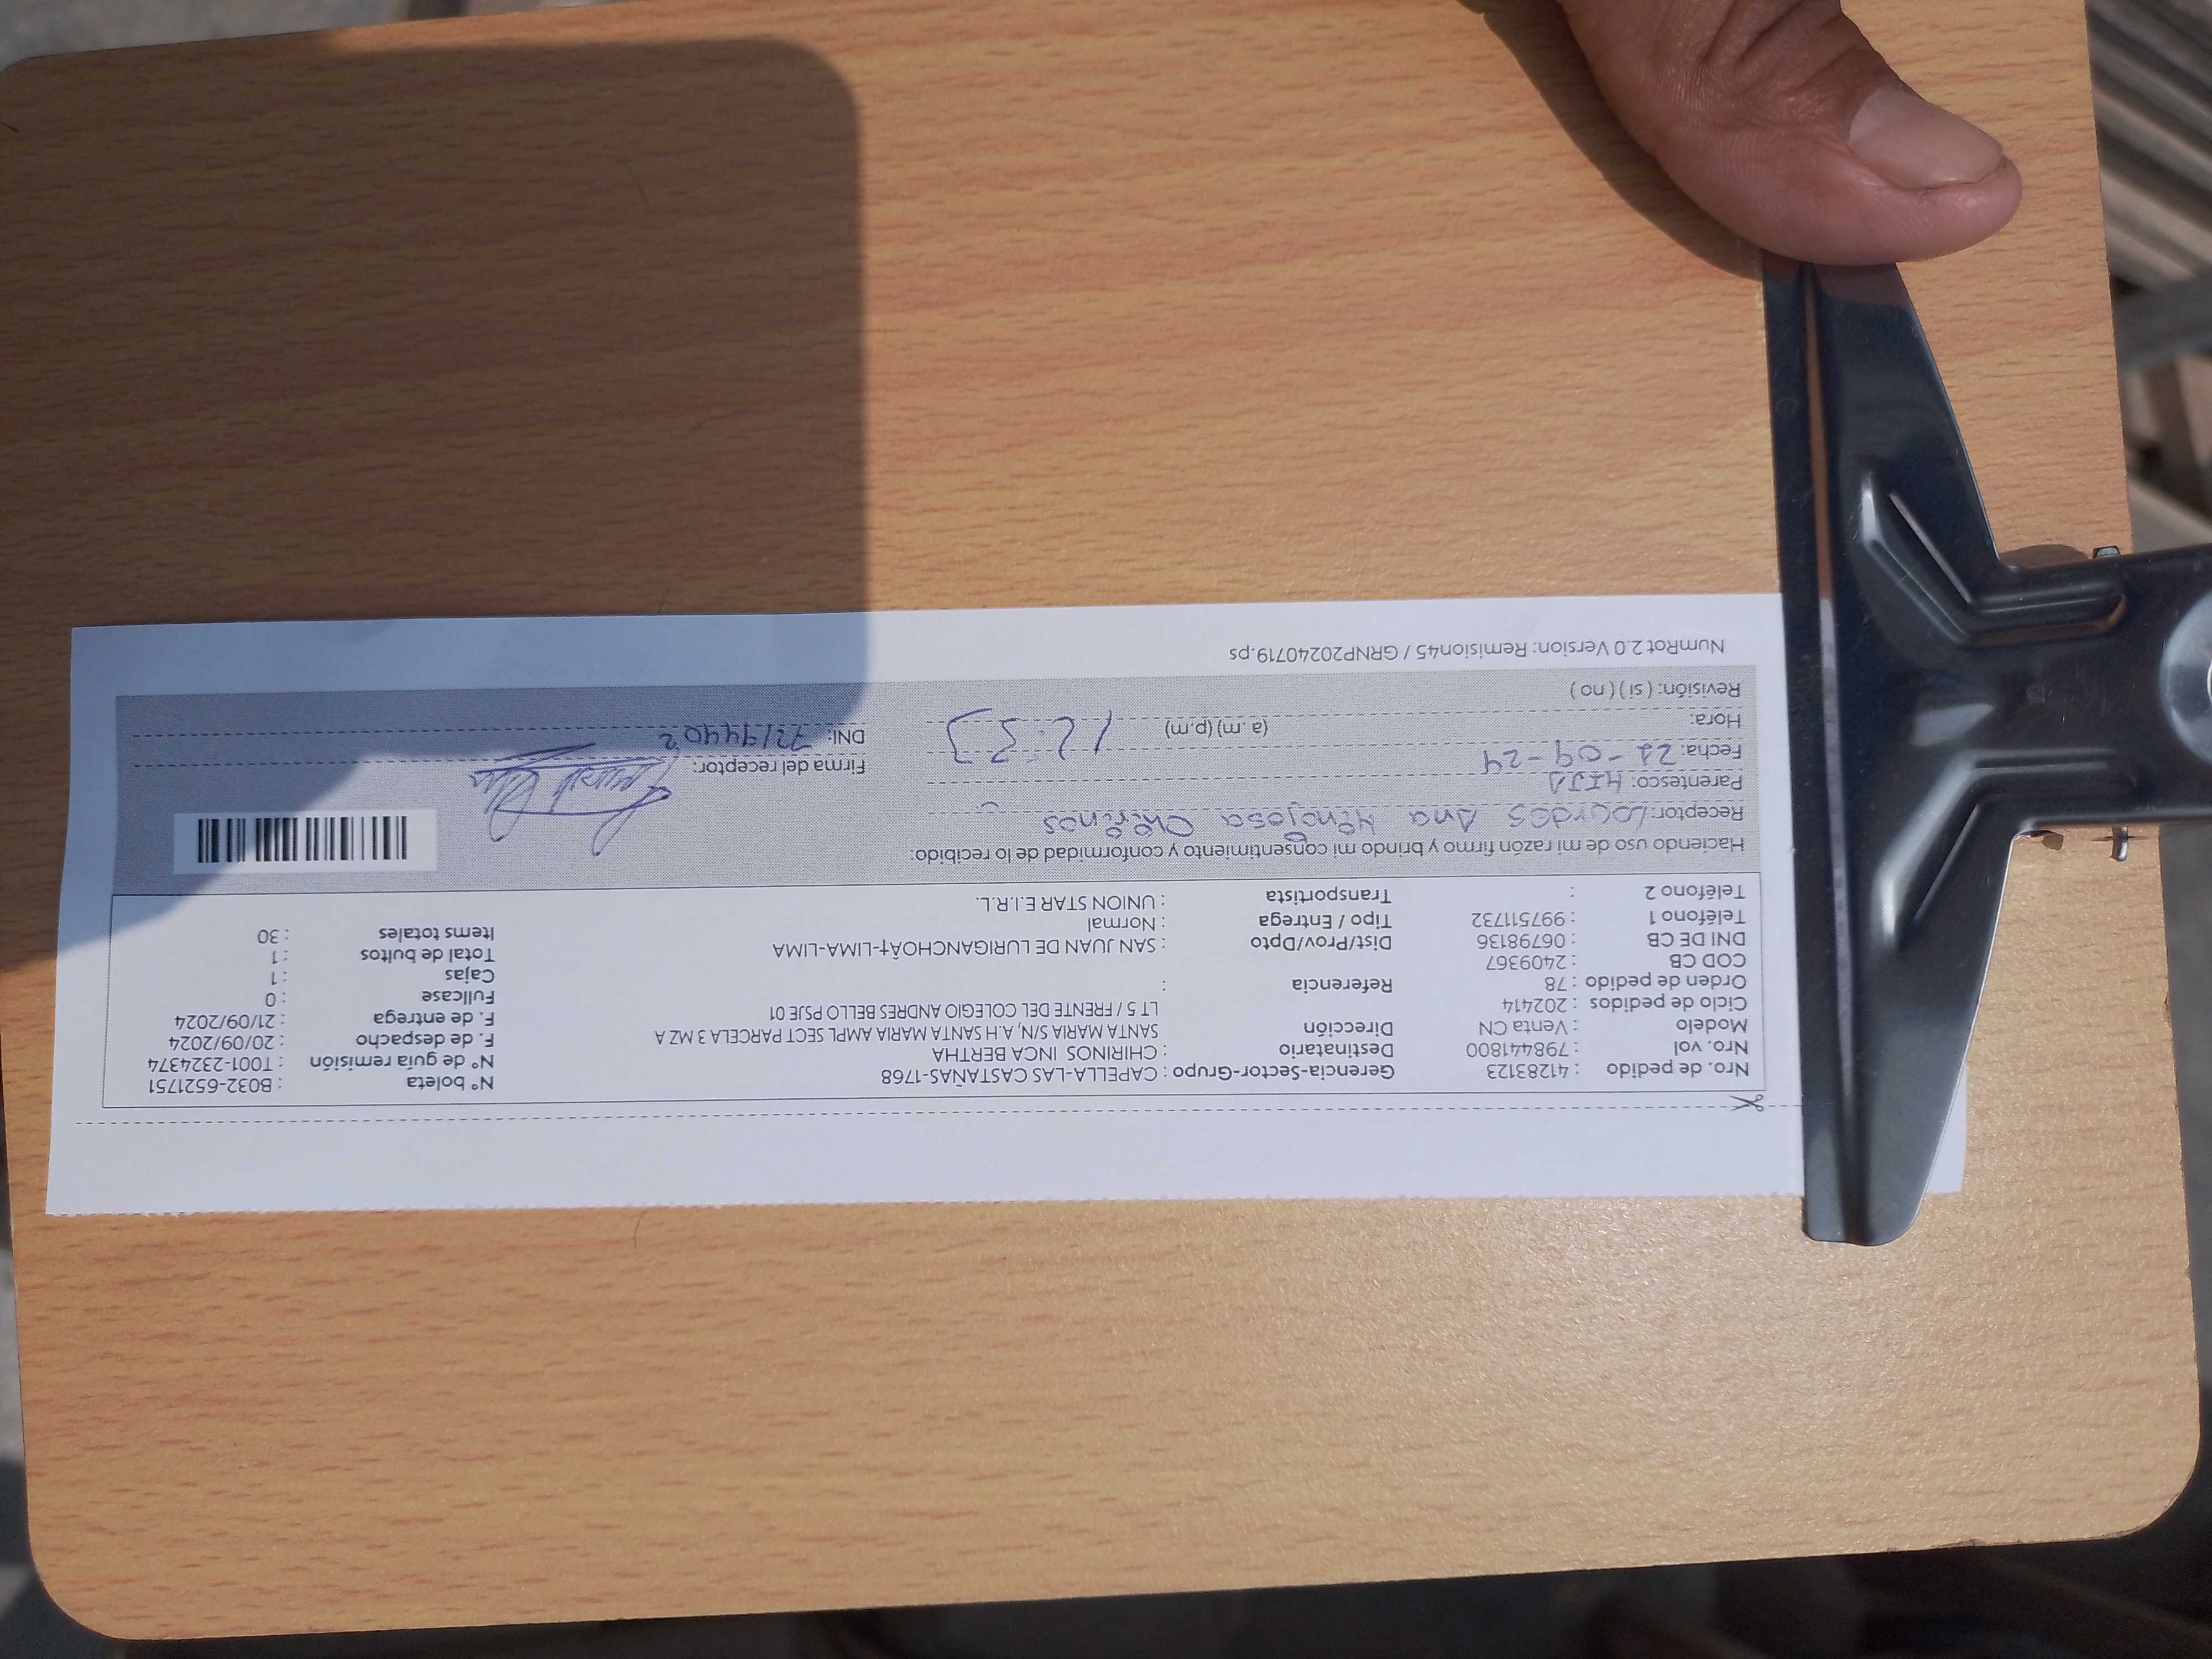 Nro. de pedido : 41283123 Gerencia-Sector-Grupo : CAPELLA-LAS CASTAÑAS-1768 N° boleta : B032-6521751
Nro. vol : 798441800 Destinatario : CHIRINOS INCA BERTHA N° de guía remisión : T001-2324374
Modelo : Venta CN Dirección SANTA MARIA S/N, A.H SANTA MARIA AMPL SECT PARCELA 3 MZ A F. de despacho : 20/09/2024
Ciclo de pedidos : 202414 LT 5 / FRENTE DEL COLEGIO ANDRES BELLO PSJE 01 F. de entrega : 21/09/2024
Orden de pedido : 78 Referencia : Fullcase : 0
COD CB : 2409367 Cajas : 1
DNI DE CB : 06798136 Dist/Prov/Dpto : SAN JUAN DE LURIGANCHOÂ†-LIMA-LIMA Total de bultos : 1
Teléfono 1 : 997511732 Tipo / Entrega : Normal Items totales : 30
Teléfono 2 : Transportista : UNION STAR E.I.R.L.
Haciendo uso de mi razón firmo y brindo mi consentimiento y conformidad de lo recibido:
Receptor: Lourdes Ana Hinojosa Chirinos
Parentesco: HIJA
Firma del receptor:
Fecha: 21-09-24
DNI: 72194402
Hora: (a.m) (p.m) 12:53
Revisión: ( si ) ( no )
NumRot 2.0 Version: Remision45 / GRNP20240719.ps